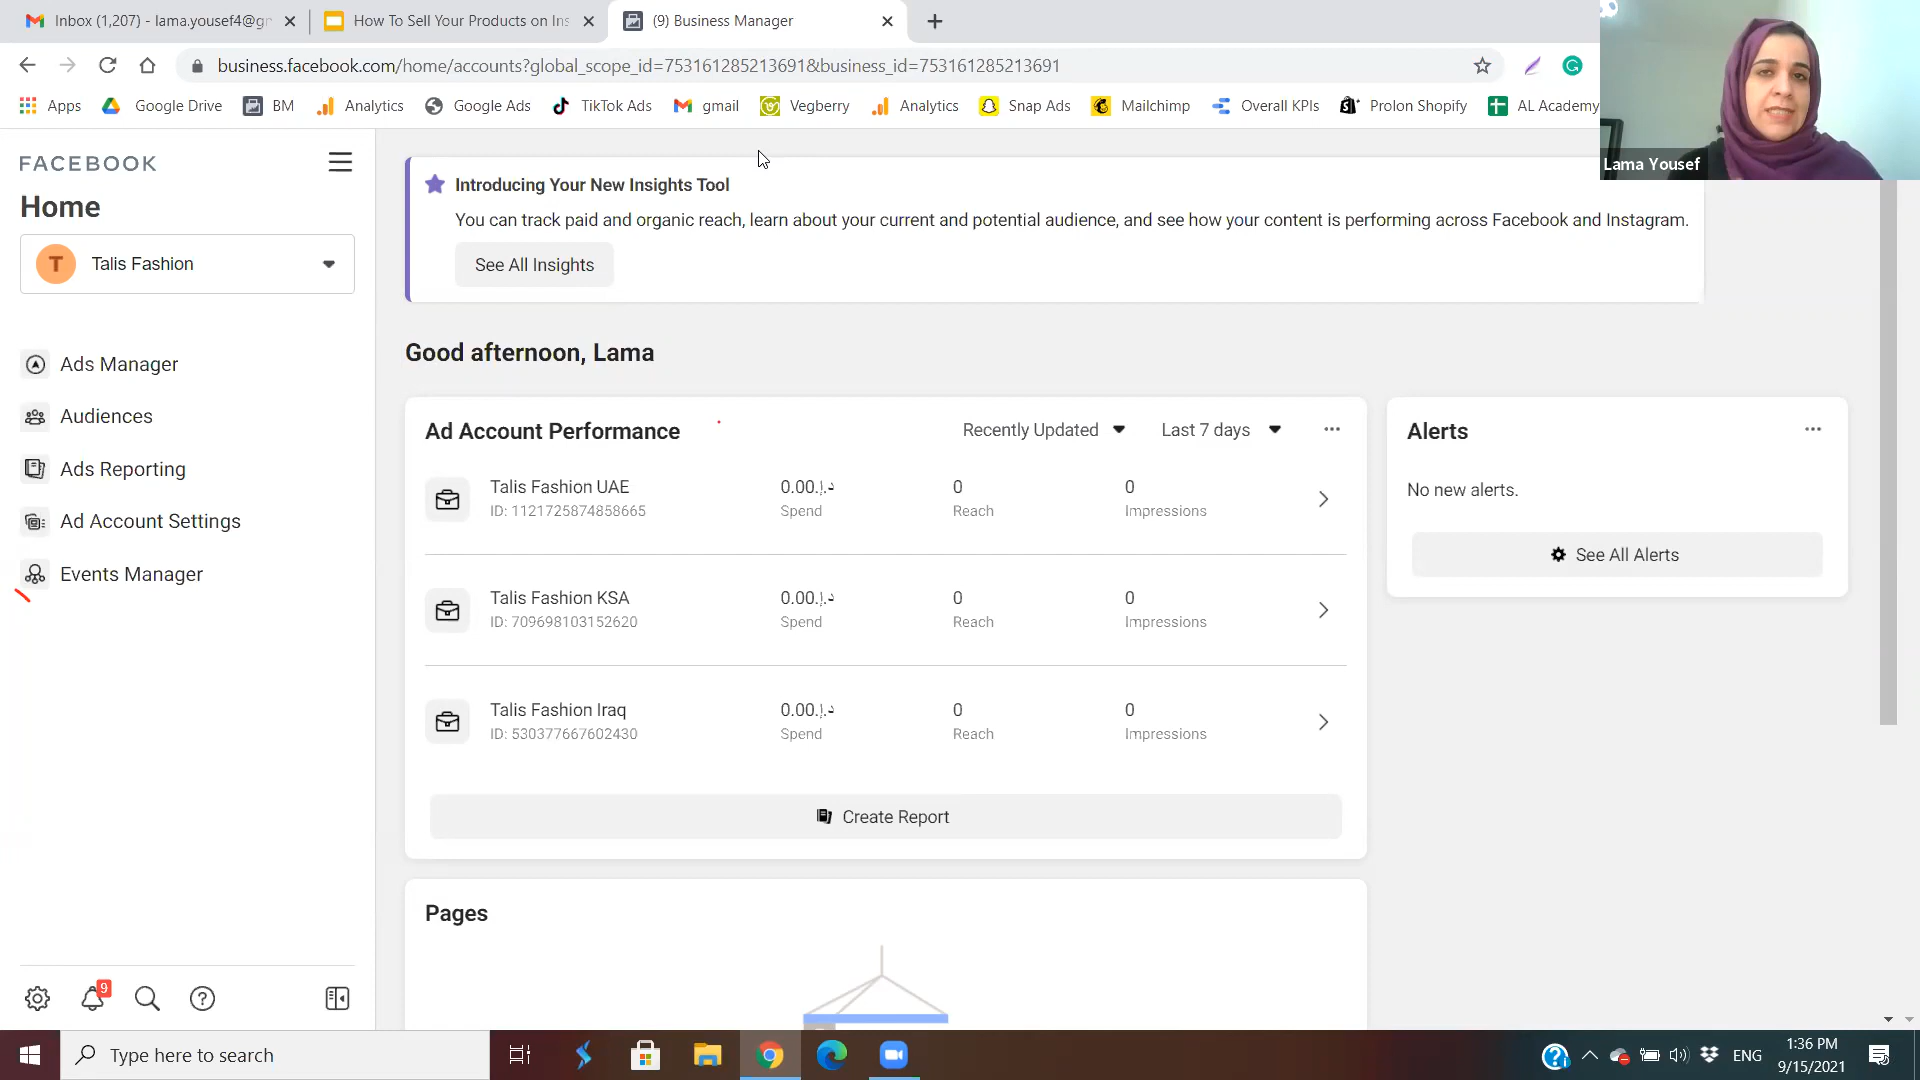 Inbox (1,207) - lama.yousef4@gm
How To Sell Your Products on Ins
(9) Business Manager
business.facebook.com/home/accounts?global_scope_id=753161285213691&business_id=753161285213691
Apps
Google Drive
BM
Analytics
Google Ads
TikTok Ads
gmail
Vegberry
Analytics
Snap Ads
Mailchimp
Overall KPIs
Prolon Shopify
AL Academy
Lama Yousef
FACEBOOK
Home
T
Talis Fashion
Ads Manager
Audiences
Ads Reporting
Ad Account Settings
Events Manager
9
Introducing Your New Insights Tool
You can track paid and organic reach, learn about your current and potential audience, and see how your content is performing across Facebook and Instagram.
See All Insights
Good afternoon, Lama
Ad Account Performance
Recently Updated
Last 7 days
Talis Fashion UAE
0.00د.إ.
0
0
ID: 1121725874858665
Spend
Reach
Impressions
Talis Fashion KSA
0.00د.إ.
0
0
ID: 709698103152620
Spend
Reach
Impressions
Talis Fashion Iraq
0.00د.إ.
0
0
ID: 530377667602430
Spend
Reach
Impressions
Create Report
Alerts
No new alerts.
See All Alerts
Pages
Type here to search
ENG
1:36 PM
9/15/2021